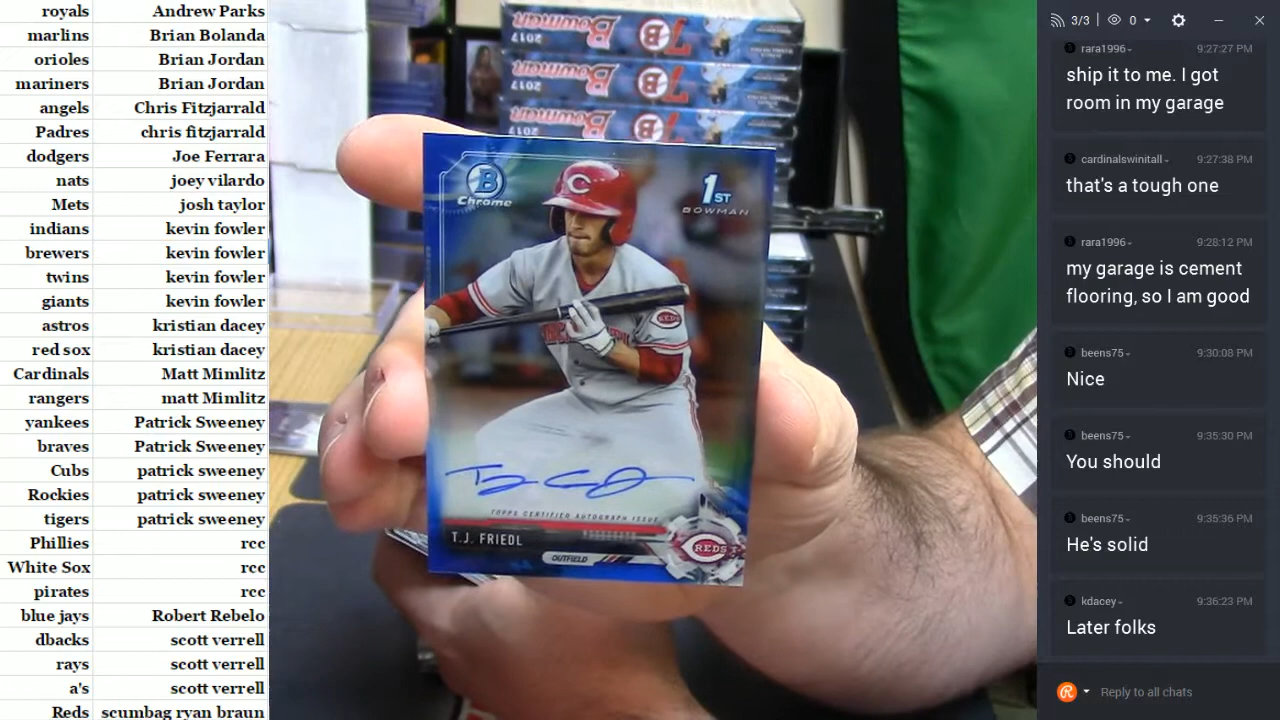 royals Andrew Parks
marlins Brian Bolanda
orioles Brian Jordan
mariners Brian Jordan
angels Chris Fitzjarrald
Padres chris fitzjarrald
dodgers Joe Ferrara
nats joey vilardo
Mets josh taylor
indians kevin fowler
brewers kevin fowler
twins kevin fowler
giants kevin fowler
astros kristian dacey
red sox kristian dacey
Cardinals Matt Mimlitz
rangers matt Mimlitz
yankees Patrick Sweeney
braves Patrick Sweeney
Cubs patrick sweeney
Rockies patrick sweeney
tigers patrick sweeney
Phillies rcc
White Sox rcc
pirates rcc
blue jays Robert Rebelo
dbacks scott verrell
rays scott verrell
a's scott verrell
Reds scumbag ryan braun
2017 Bowman B
2017 Bowman B
2017 Bowman B
B Chrome
1ST BOWMAN
C
REDS
TOPPS CERTIFIED AUTOGRAPH ISSUE
T.J. FRIEDL
OUTFIELD
REDS
3/3 0
rara1996 9:27:27 PM
ship it to me. I got
room in my garage
cardinalswinitall 9:27:38 PM
that's a tough one
rara1996 9:28:12 PM
my garage is cement
flooring, so I am good
beens75 9:30:08 PM
Nice
beens75 9:35:30 PM
You should
beens75 9:35:36 PM
He's solid
kdacey 9:36:23 PM
Later folks
Reply to all chats